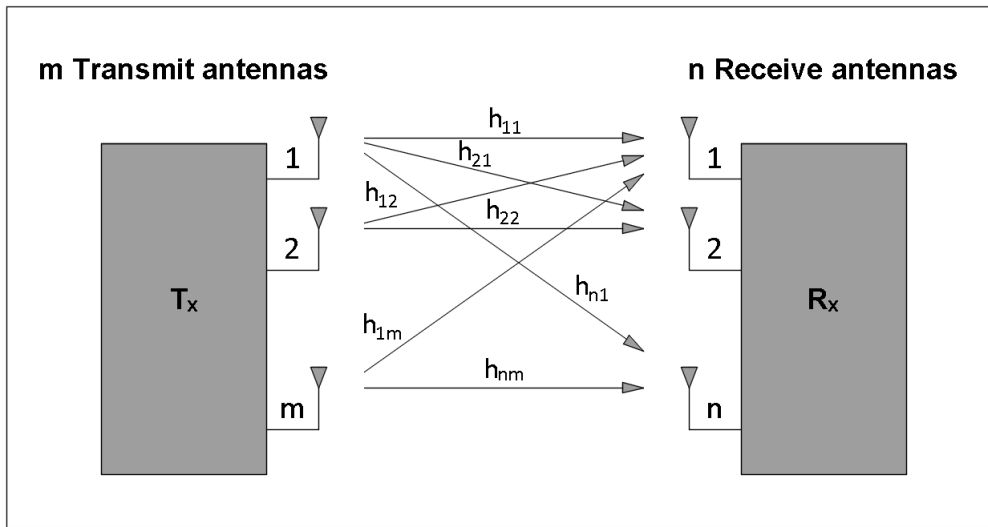 m Transmit antennas
n Receive antennas
h11
1
h21
1
h12
h22
2
2
Tx
hn1
Rx
h1m
hnm
m
n